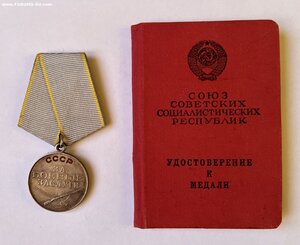 СССР
ЗА
БОЕВЫЕ
ЗАСЛУГИ
СОЮЗ
СОВЕТСКИХ
СОЦИАЛИСТИЧЕСКИХ
РЕСПУБЛИК
УДОСТОВЕРЕНИЕ
К
МЕДАЛИ